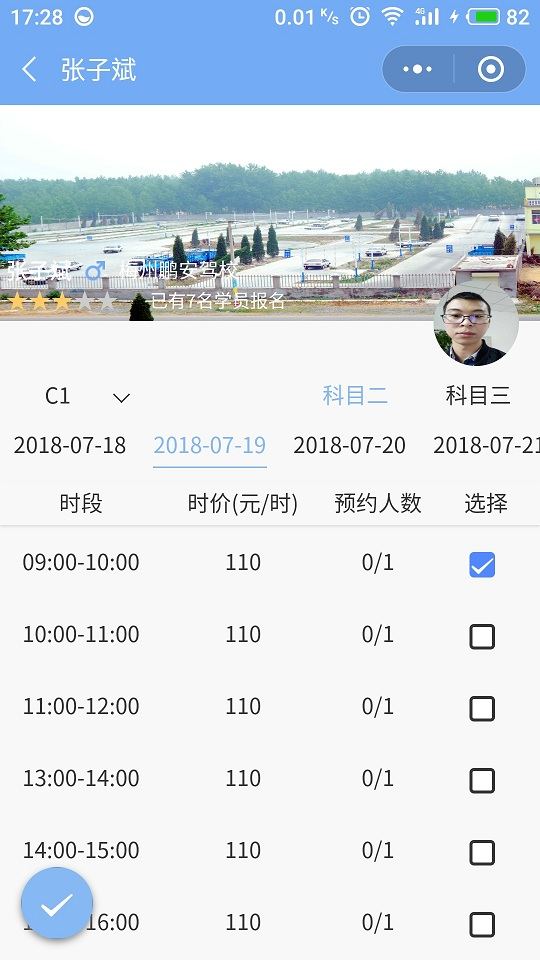 17:28 0.01 K/s 4G 82
张子斌
张子斌 梅州鹏安驾校
已有7名学员报名
C1 科目二 科目三
2018-07-18 2018-07-19 2018-07-20 2018-07-21
时段 时价(元/时) 预约人数 选择
09:00-10:00 110 0/1
10:00-11:00 110 0/1
11:00-12:00 110 0/1
13:00-14:00 110 0/1
14:00-15:00 110 0/1
16:00 110 0/1